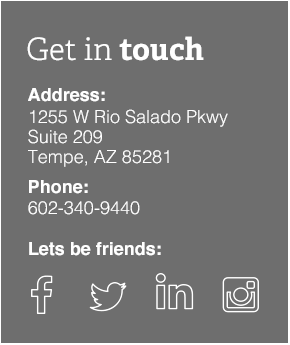 Get in touch
Address:
1255 W Rio Salado Pkwy
Suite 209
Tempe, AZ 85281
Phone:
602-340-9440
Lets be friends:
f in